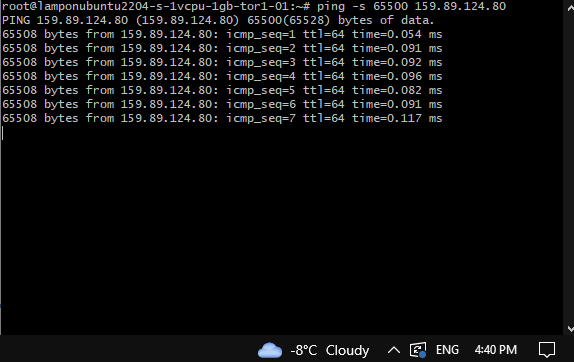 root@lamponubuntu2204-s-1vcpu-1gb-tor1-01:~# ping -s 65500 159.89.124.80
PING 159.89.124.80 (159.89.124.80) 65500(65528) bytes of data.
65508 bytes from 159.89.124.80: icmp_seq=1 ttl=64 time=0.054 ms
65508 bytes from 159.89.124.80: icmp_seq=2 ttl=64 time=0.091 ms
65508 bytes from 159.89.124.80: icmp_seq=3 ttl=64 time=0.092 ms
65508 bytes from 159.89.124.80: icmp_seq=4 ttl=64 time=0.096 ms
65508 bytes from 159.89.124.80: icmp_seq=5 ttl=64 time=0.082 ms
65508 bytes from 159.89.124.80: icmp_seq=6 ttl=64 time=0.091 ms
65508 bytes from 159.89.124.80: icmp_seq=7 ttl=64 time=0.117 ms
-8°C Cloudy ENG 4:40 PM